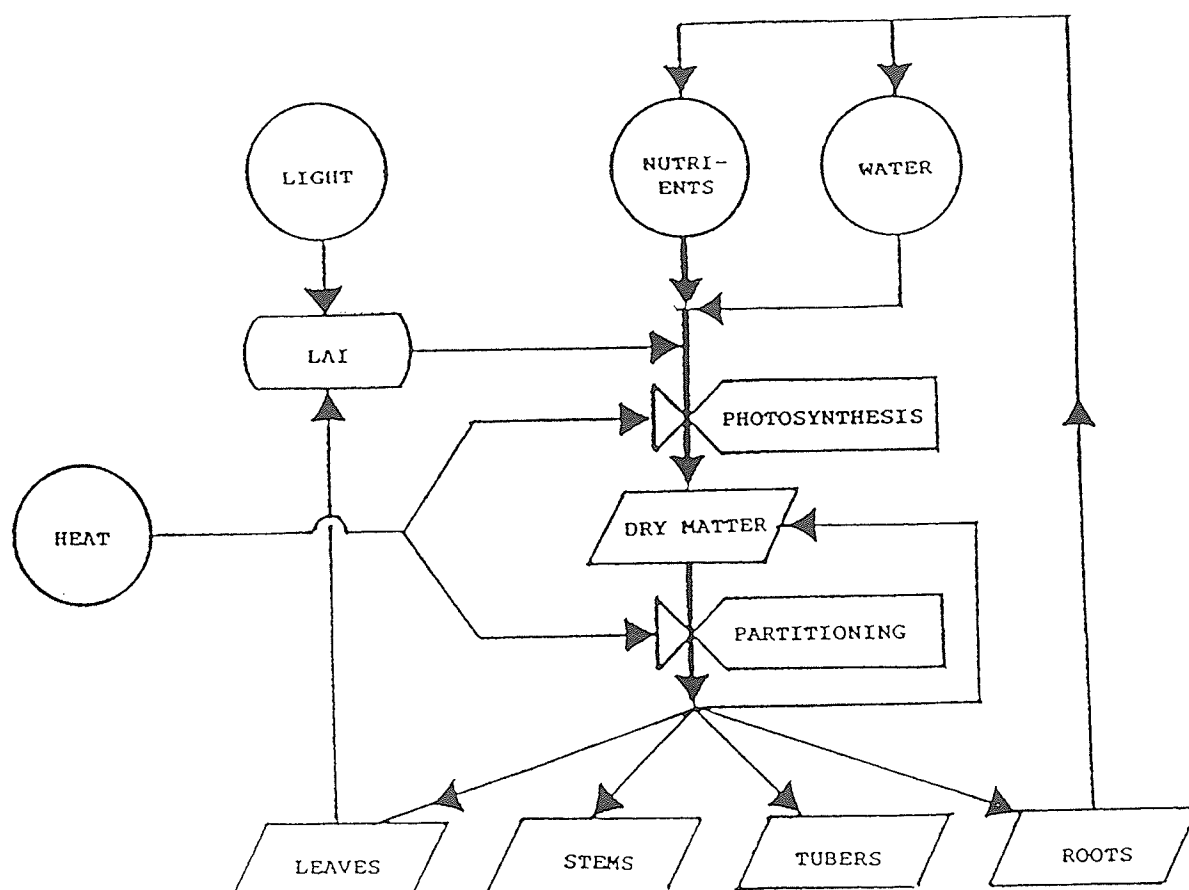 LIGHT
NUTRI-
ENTS
WATER
LAI
PHOTOSYNTHESIS
HEAT
DRY MATTER
PARTITIONING
LEAVES
STEMS
TUBERS
ROOTS